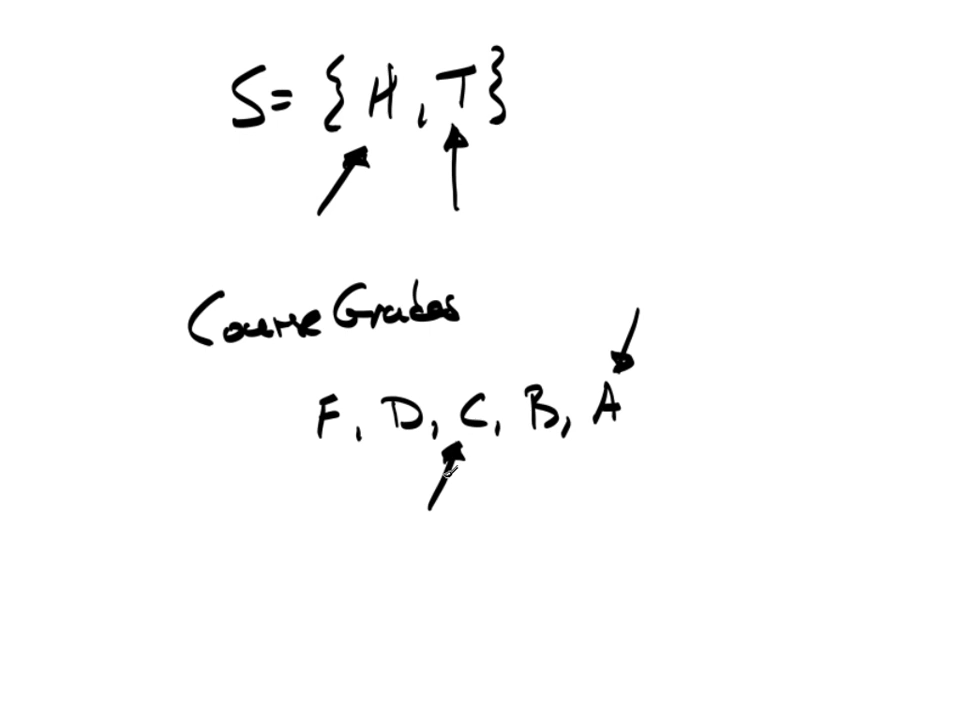 S= { H, T }
Course Grades
F, D, C, B, A